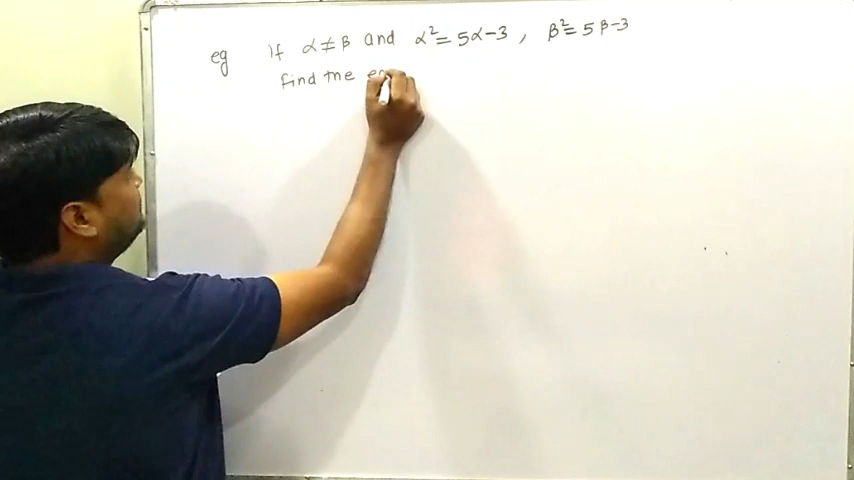 eg If α ≠ β and α² = 5α-3 , β² = 5β-3
find the